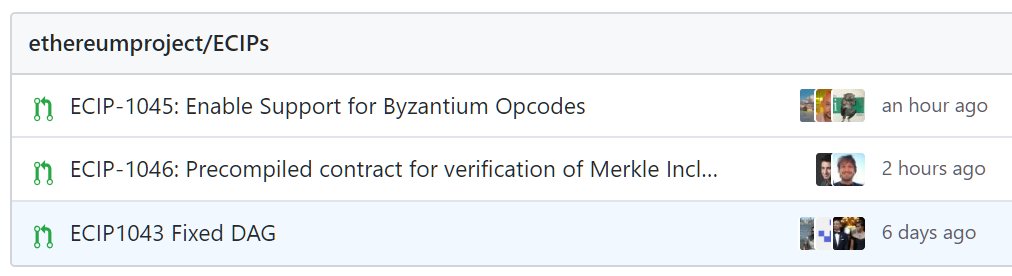 ethereumproject/ECIPs
ECIP-1045: Enable Support for Byzantium Opcodes an hour ago
ECIP-1046: Precompiled contract for verification of Merkle Incl... 2 hours ago
ECIP1043 Fixed DAG 6 days ago